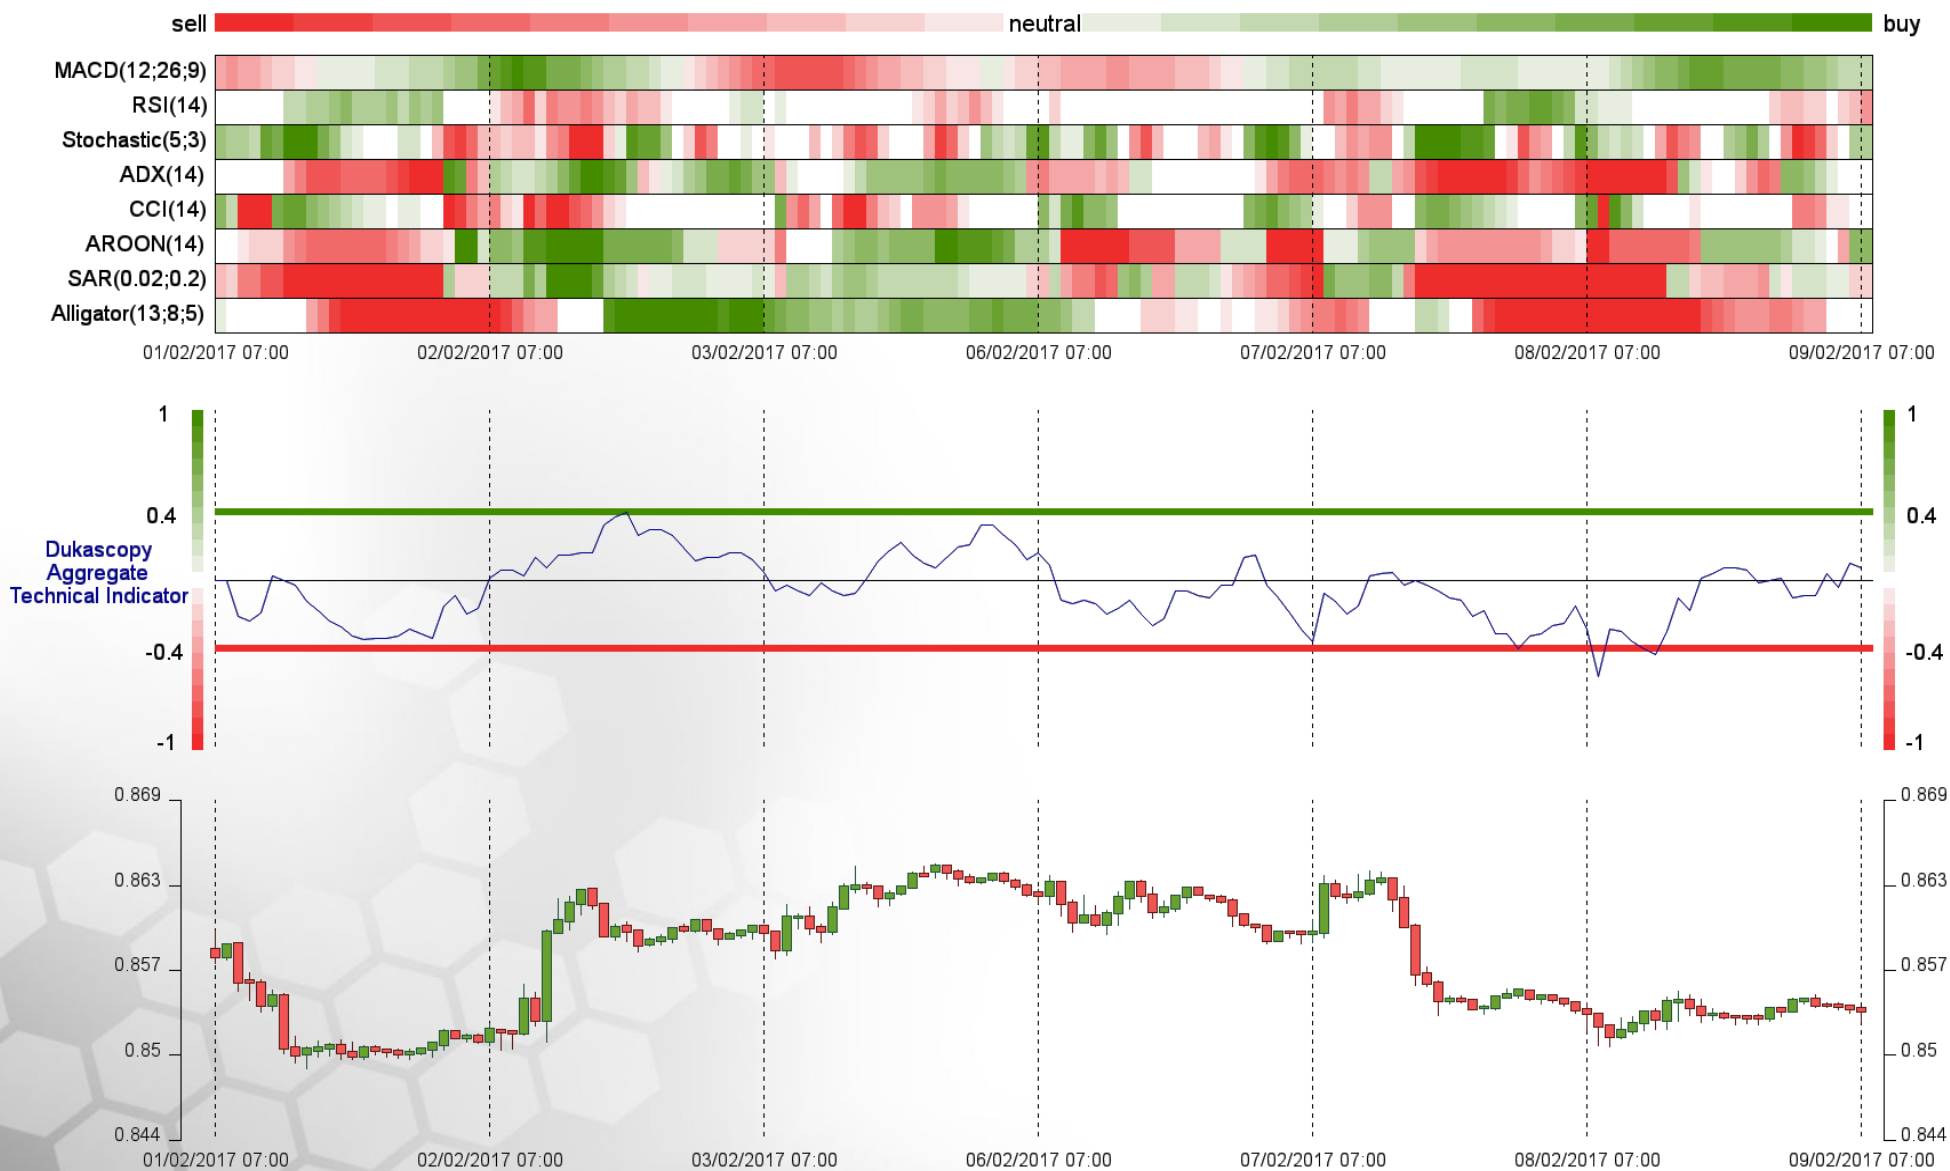 sell neutral buy
MACD(12;26;9)
RSI(14)
Stochastic(5;3)
ADX(14)
CCI(14)
AROON(14)
SAR(0.02;0.2)
Alligator(13;8;5)
01/02/2017 07:00 02/02/2017 07:00 03/02/2017 07:00 06/02/2017 07:00 07/02/2017 07:00 08/02/2017 07:00 09/02/2017 07:00
1 1
0.4 0.4
Dukascopy
Aggregate
Technical Indicator
-0.4 -0.4
-1 -1
0.869 0.869
0.863 0.863
0.857 0.857
0.85 0.85
0.844 0.844
01/02/2017 07:00 02/02/2017 07:00 03/02/2017 07:00 06/02/2017 07:00 07/02/2017 07:00 08/02/2017 07:00 09/02/2017 07:00